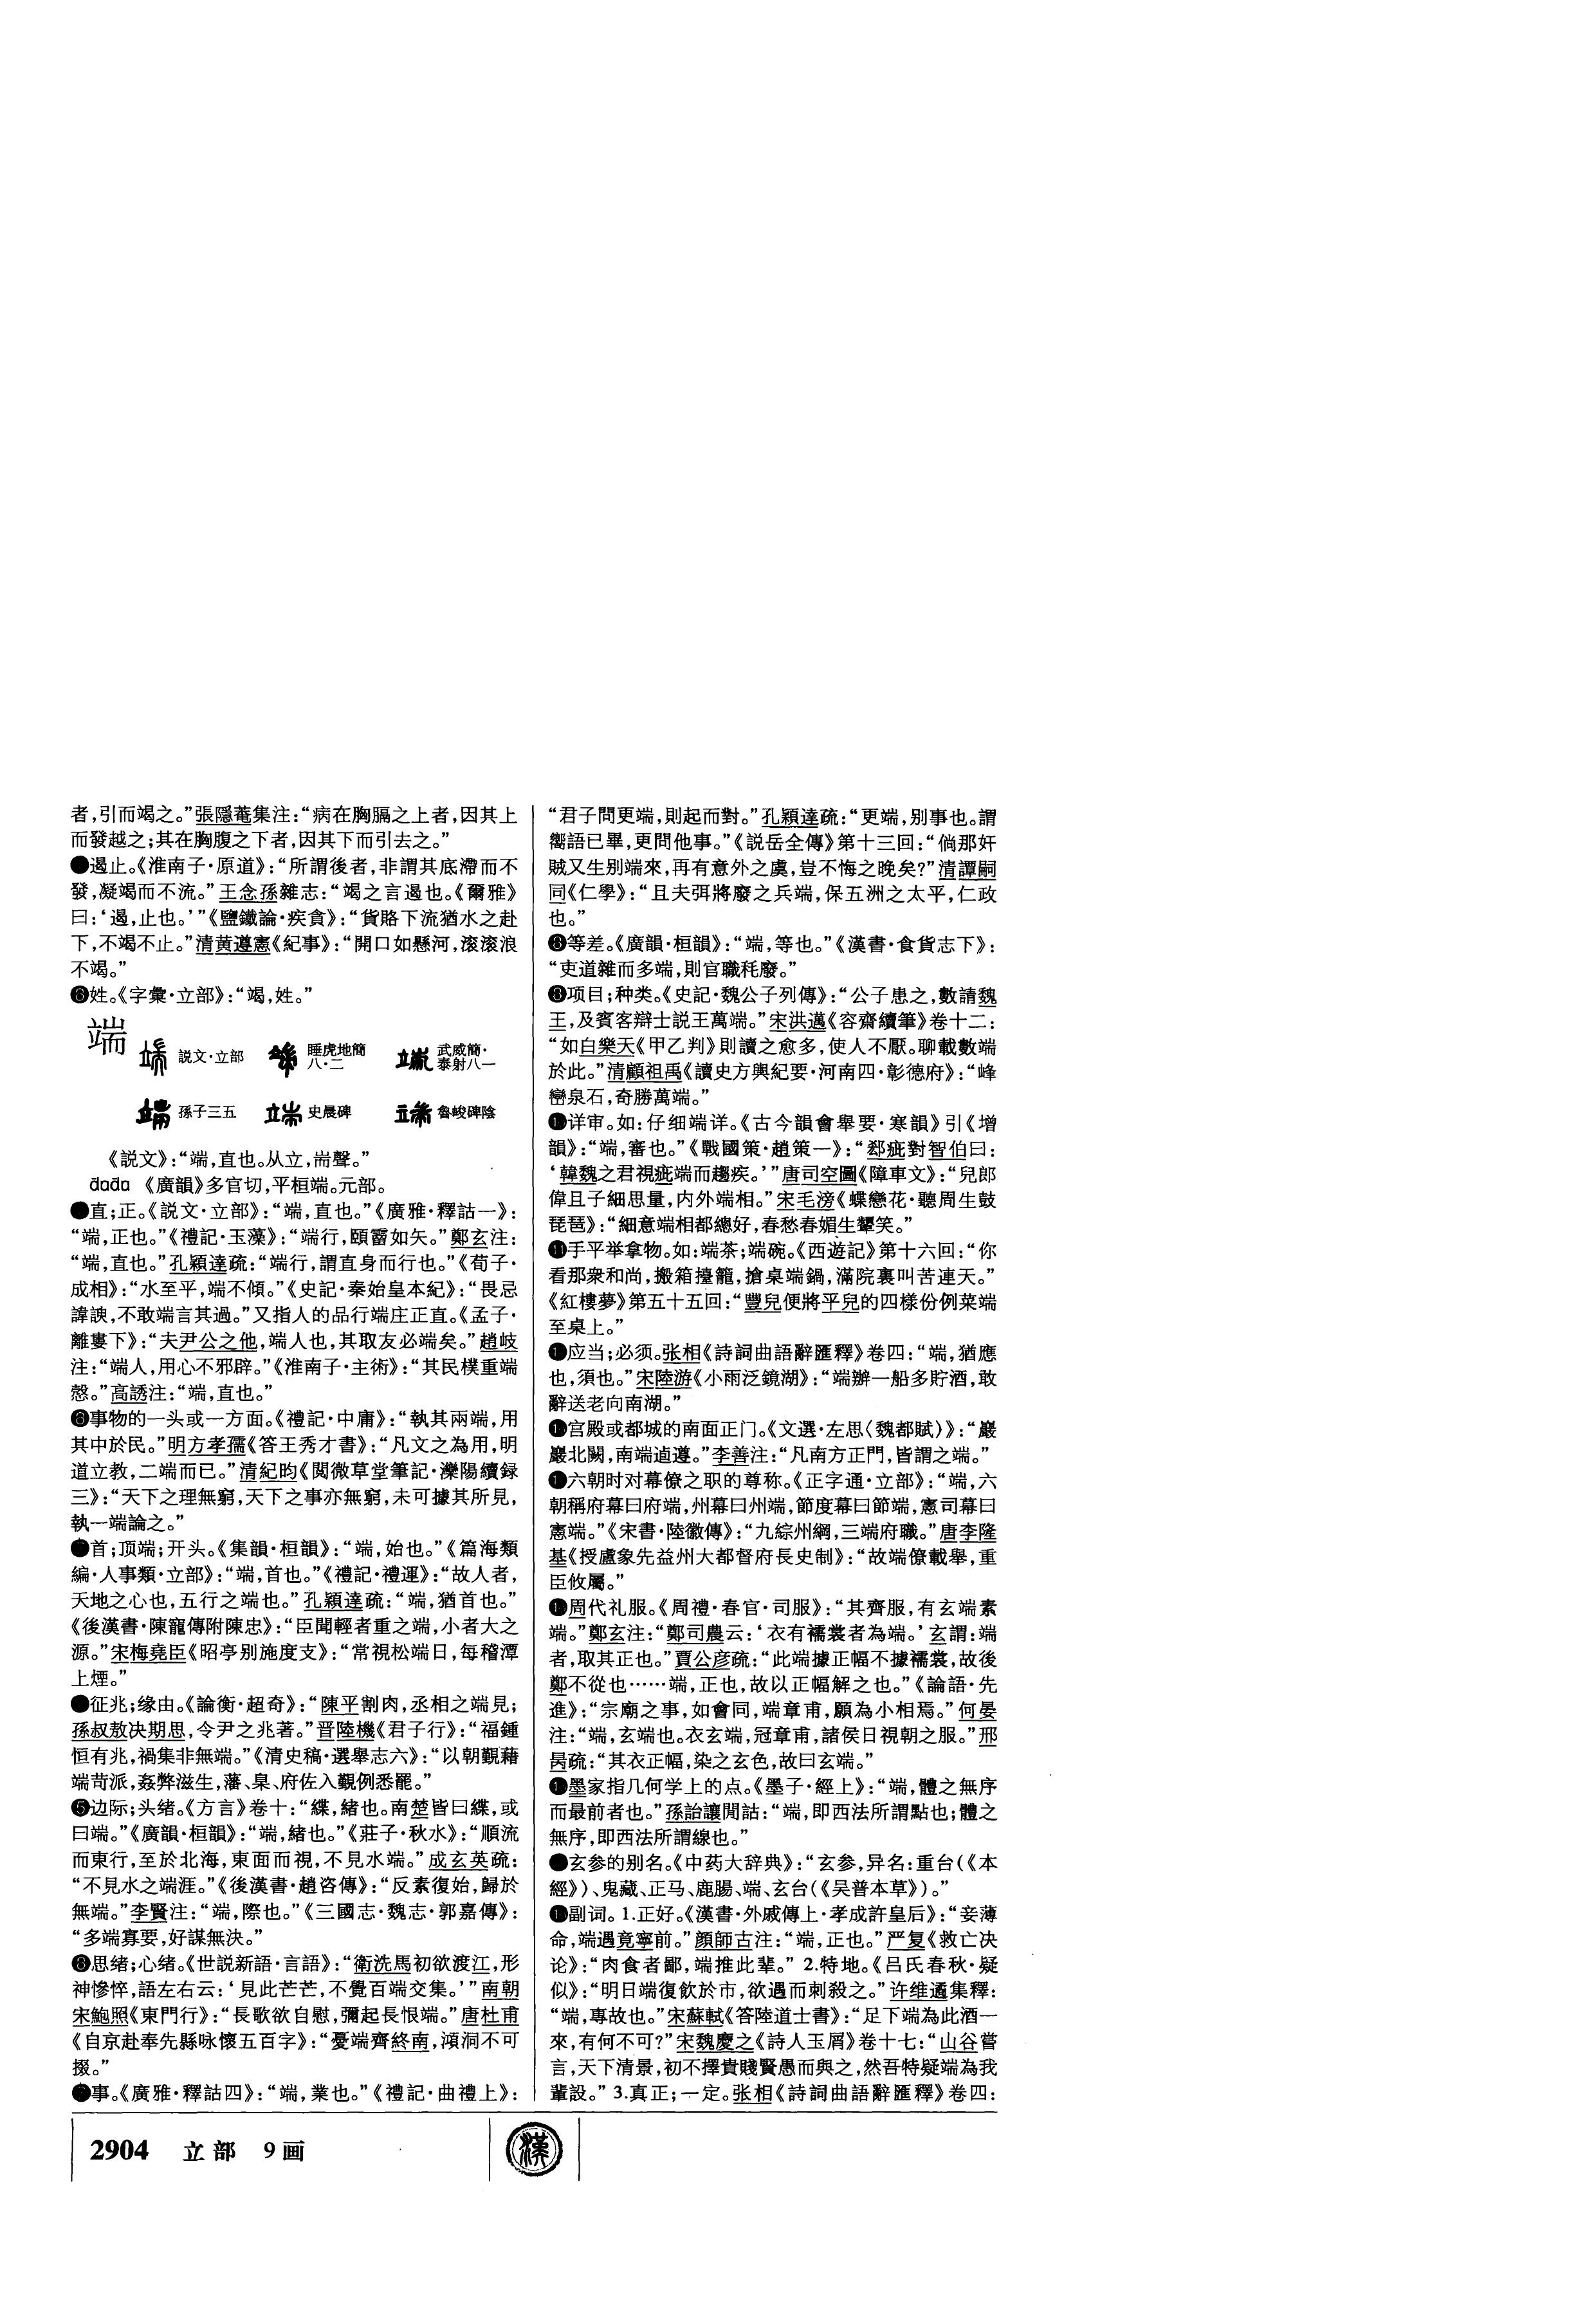 者，引而竭之。”張隱菴集注：“病在胸膈之上者，因其上
而發越之；其在胸腹之下者，因其下而引去之。”
遏止。《淮南子·原道》：“所謂後者，非謂其底滯而不
發，凝竭而不流。”王念孫雜志：“竭之言遏也。《爾雅》
曰：‘遏，止也。’”《鹽鐵論·疾貪》：“貨賂下流猶水之赴
下，不竭不止。”清黄遵憲《紀事》：“開口如懸河，滚滚浪
不竭。”
姓。《字彙·立部》：“竭，姓。”
端
説文·立部 睡虎地簡八·二 武威簡·泰射八一
孫子三五 史晨碑 魯峻碑陰
《説文》：“端，直也。从立，耑聲。”
duān 《廣韻》多官切，平桓端。元部。
直；正。《説文·立部》：“端，直也。”《廣雅·釋詁一》：
“端，正也。”《禮記·玉藻》：“端行，頤霤如矢。”鄭玄注：
“端，直也。”孔穎達疏：“端行，謂直身而行也。”《荀子·
成相》：“水至平，端不傾。”《史記·秦始皇本紀》：“畏忌
諱諛，不敢端言其過。”又指人的品行端庄正直。《孟子·
離婁下》：“夫尹公之他，端人也，其取友必端矣。”趙岐
注：“端人，用心不邪辟。”《淮南子·主術》：“其民樸重端
慤。”高誘注：“端，直也。”
事物的一头或一方面。《禮記·中庸》：“執其兩端，用
其中於民。”明方孝孺《答王秀才書》：“凡文之為用，明
道立教，二端而已。”清紀昀《閲微草堂筆記·灤陽續録
三》：“天下之理無窮，天下之事亦無窮，未可據其所見，
執一端論之。”
首；顶端；开头。《集韻·桓韻》：“端，始也。”《篇海類
編·人事類·立部》：“端，首也。”《禮記·禮運》：“故人者，
天地之心也，五行之端也。”孔穎達疏：“端，猶首也。”
《後漢書·陳寵傳附陳忠》：“臣聞輕者重之端，小者大之
源。”宋梅堯臣《昭亭别施度支》：“常視松端日，每稽潭
上煙。”
征兆；缘由。《論衡·超奇》：“陳平割肉，丞相之端見；
孫叔敖决期思，令尹之兆著。”晋陸機《君子行》：“福鍾
恒有兆，禍集非無端。”《清史稿·選舉志六》：“以朝覲藉
端苛派，姦弊滋生，藩、臬、府佐入覲例悉罷。”
❺边际；头绪。《方言》卷十：“緤，緒也。南楚皆曰緤，或
曰端。”《廣韻·桓韻》：“端，緒也。”《莊子·秋水》：“順流
而東行，至於北海，東面而視，不見水端。”成玄英疏：
“不見水之端涯。”《後漢書·趙咨傳》：“反素復始，歸於
無端。”李賢注：“端，際也。”《三國志·魏志·郭嘉傳》：
“多端寡要，好謀無決。”
思绪；心绪。《世説新語·言語》：“衛洗馬初欲渡江，形
神慘悴，語左右云：‘見此芒芒，不覺百端交集。’”南朝
宋鮑照《東門行》：“長歌欲自慰，彌起長恨端。”唐杜甫
《自京赴奉先縣咏懷五百字》：“憂端齊終南，澒洞不可
掇。”
事。《廣雅·釋詁四》：“端，業也。”《禮記·曲禮上》：
“君子問更端，則起而對。”孔穎達疏：“更端，别事也。謂
嚮語已畢，更問他事。”《説岳全傳》第十三回：“倘那奸
賊又生别端來，再有意外之虞，豈不悔之晚矣？”清譚嗣
同《仁學》：“且夫弭將廢之兵端，保五洲之太平，仁政
也。”
等差。《廣韻·桓韻》：“端，等也。”《漢書·食貨志下》：
“吏道雜而多端，則官職耗廢。”
项目；种类。《史記·魏公子列傳》：“公子患之，數請魏
王，及賓客辯士説王萬端。”宋洪邁《容齋續筆》卷十二：
“如白樂天《甲乙判》則讀之愈多，使人不厭。聊載數端
於此。”清顧祖禹《讀史方輿紀要·河南四·彰德府》：“峰
巒泉石，奇勝萬端。”
详审。如：仔细端详。《古今韻會舉要·寒韻》引《增
韻》：“端，審也。”《戰國策·趙策一》：“郄疵對智伯曰：
‘韓魏之君視疵端而趨疾。’”唐司空圖《障車文》：“兒郎
偉且子細思量，内外端相。”宋毛滂《蝶戀花·聽周生鼓
琵琶》：“細意端相都總好，春愁春媚生顰笑。”
手平举拿物。如：端茶；端碗。《西遊記》第十六回：“你
看那衆和尚，搬箱擡籠，搶桌端鍋，滿院裏叫苦連天。”
《紅樓夢》第五十五回：“豐兒便將平兒的四樣份例菜端
至桌上。”
应当；必须。张相《詩詞曲語辭匯釋》卷四：“端，猶應
也，須也。”宋陸游《小雨泛鏡湖》：“端辦一船多貯酒，敢
辭送老向南湖。”
宫殿或都城的南面正门。《文選·左思〈魏都賦〉》：“巖
巖北闕，南端逌遵。”李善注：“凡南方正門，皆謂之端。”
六朝时对幕僚之职的尊称。《正字通·立部》：“端，六
朝稱府幕曰府端，州幕曰州端，節度幕曰節端，憲司幕曰
憲端。”《宋書·陸徽傳》：“九綜州綱，三端府職。”唐李隆
基《授盧象先益州大都督府長史制》：“故端僚載舉，重
臣攸屬。”
周代礼服。《周禮·春官·司服》：“其齊服，有玄端素
端。”鄭玄注：“鄭司農云：‘衣有襦裳者為端。’玄謂：端
者，取其正也。”賈公彦疏：“此端據正幅不據襦裳，故後
鄭不從也……端，正也，故以正幅解之也。”《論語·先
進》：“宗廟之事，如會同，端章甫，願為小相焉。”何晏
注：“端，玄端也。衣玄端，冠章甫，諸侯日視朝之服。”邢
昺疏：“其衣正幅，染之玄色，故曰玄端。”
墨家指几何学上的点。《墨子·經上》：“端，體之無序
而最前者也。”孫詒讓閒詁：“端，即西法所謂點也；體之
無序，即西法所謂線也。”
玄参的别名。《中药大辞典》：“玄参，异名：重台（《本
經》）、鬼藏、正马、鹿腸、端、玄台（《吴普本草》）。”
副词。1.正好。《漢書·外戚傳上·孝成許皇后》：“妾薄
命，端遇竟寧前。”顔師古注：“端，正也。”严复《救亡决
论》：“肉食者鄙，端推此輩。”2.特地。《吕氏春秋·疑
似》：“明日端復飲於市，欲遇而刺殺之。”许维遹集釋：
“端，專故也。”宋蘇軾《答陸道士書》：“足下端為此酒一
來，有何不可？”宋魏慶之《詩人玉屑》卷十七：“山谷嘗
言，天下清景，初不擇貴賤賢愚而與之，然吾特疑端為我
輩設。”3.真正；一定。张相《詩詞曲語辭匯釋》卷四：
2904 立部 9画
漢